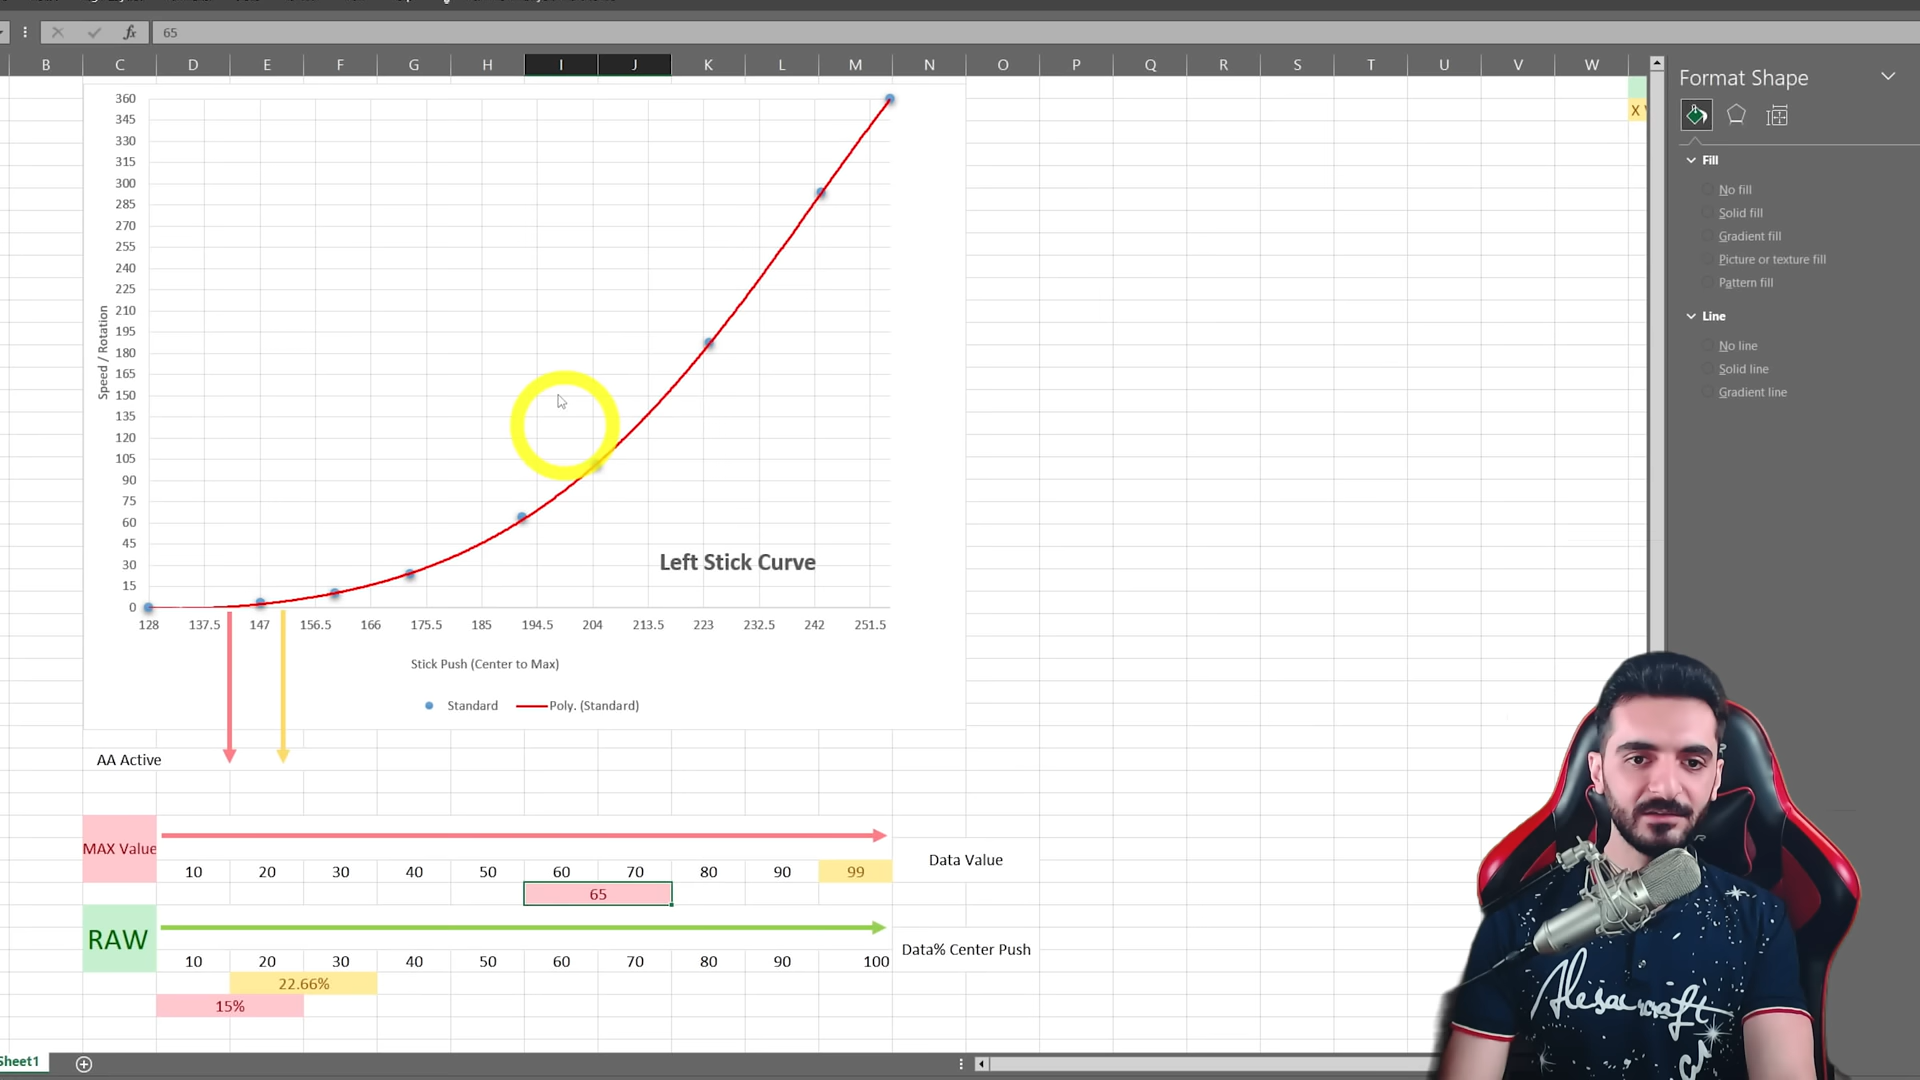 65
B C D E F G H I J K L M N O P Q R S T U V W
Format Shape
Fill
No fill
Solid fill
Gradient fill
Picture or texture fill
Pattern fill
Line
No line
Solid line
Gradient line
X
360
345
330
315
300
285
270
255
240
225
210
195
180
165
150
135
120
105
90
75
60
45
30
15
0
Speed / Rotation
Left Stick Curve
128 137.5 147 156.5 166 175.5 185 194.5 204 213.5 223 232.5 242 251.5
Stick Push (Center to Max)
Standard Poly. (Standard)
AA Active
MAX Value
Data Value
10 20 30 40 50 60 70 80 90 99
65
RAW
Data% Center Push
10 20 30 40 50 60 70 80 90 100
22.66%
15%
Sheet1
Alesacraft